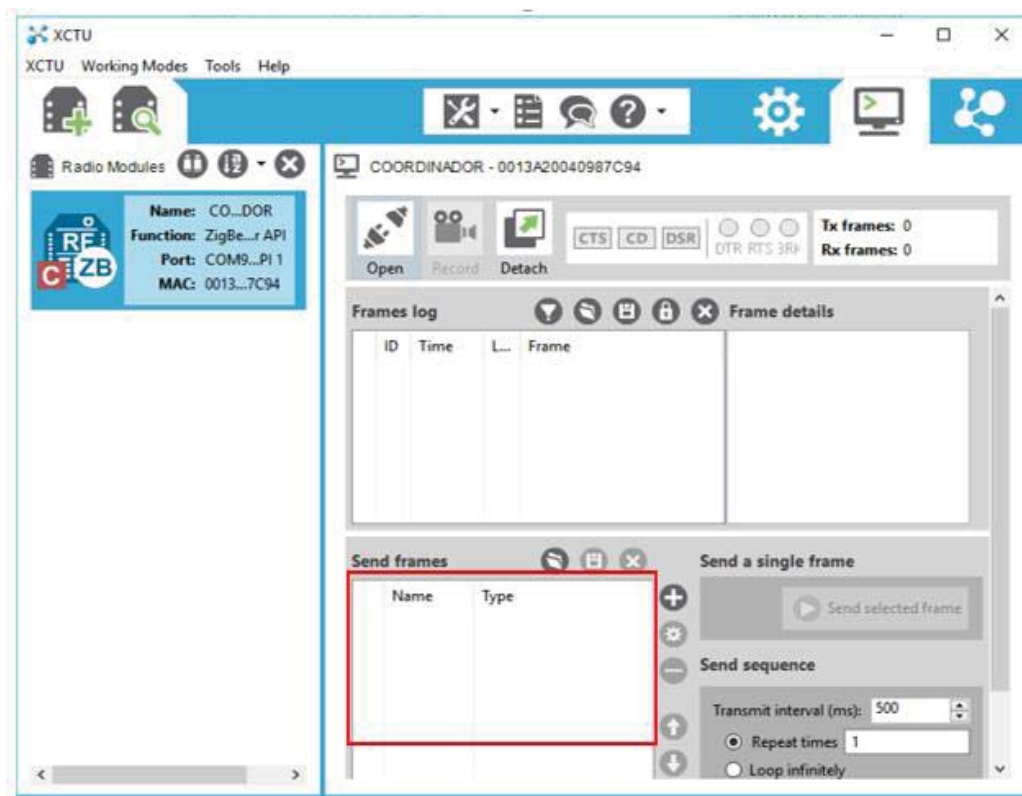 XCTU
XCTU Working Modes Tools Help
Radio Modules
Name: CO...DOR
Function: ZigBe...r API
Port: COM9...PI 1
MAC: 0013...7C94
RF
C ZB
COORDINADOR - 0013A20040987C94
Open Record Detach
CTS CD DSR
DTR RTS
Tx frames: 0
Rx frames: 0
Frames log
ID Time L... Frame
Frame details
Send frames
Name Type
Send a single frame
Send selected frame
Send sequence
Transmit interval (ms): 500
Repeat times 1
Loop infinitely